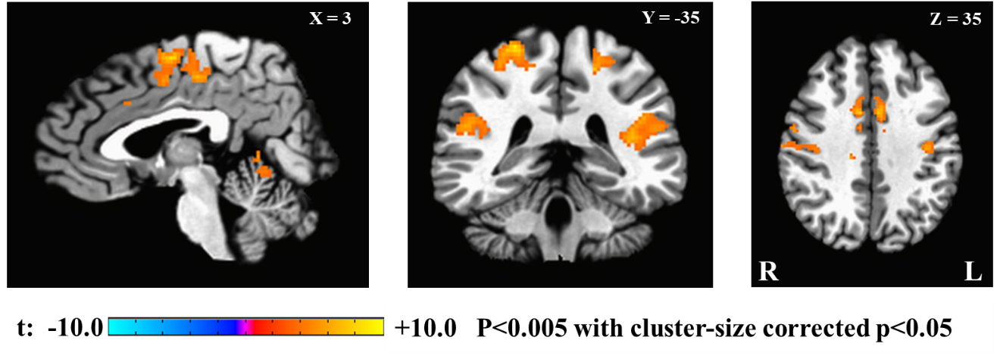 X = 3
Y = -35
Z = 35
R L
t: -10.0 +10.0 P<0.005 with cluster-size corrected p<0.05